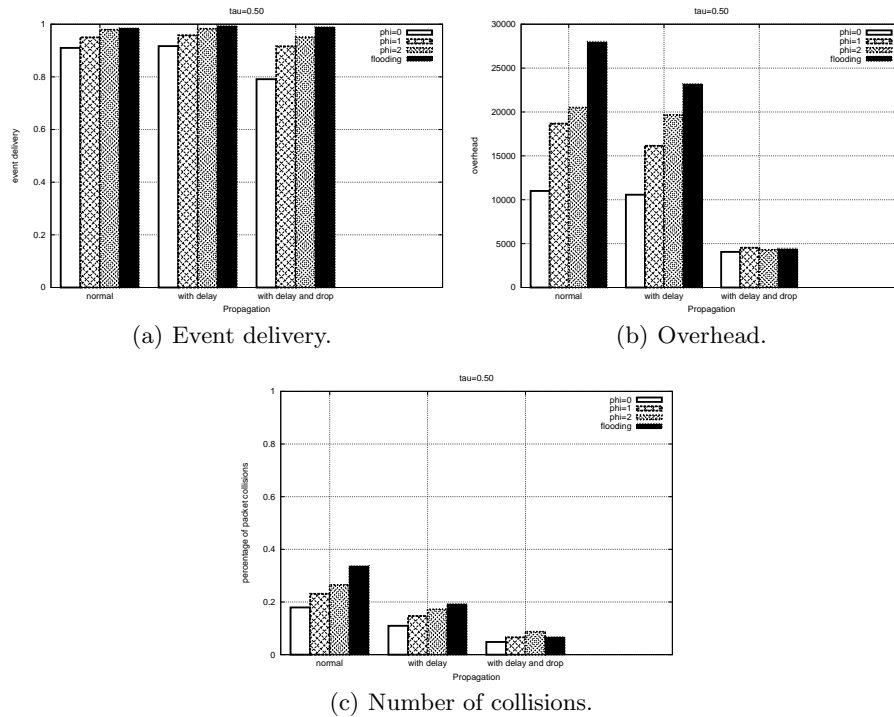 tau=0.50
1
0.8
0.6
0.4
0.2
0
event delivery
phi=0
phi=1
phi=2
flooding
normal
with delay
with delay and drop
Propagation
(a) Event delivery.
tau=0.50
30000
25000
20000
15000
10000
5000
0
overhead
phi=0
phi=1
phi=2
flooding
normal
with delay
with delay and drop
Propagation
(b) Overhead.
tau=0.50
1
0.8
0.6
0.4
0.2
0
percentage of packet collisions
phi=0
phi=1
phi=2
flooding
normal
with delay
with delay and drop
Propagation
(c) Number of collisions.